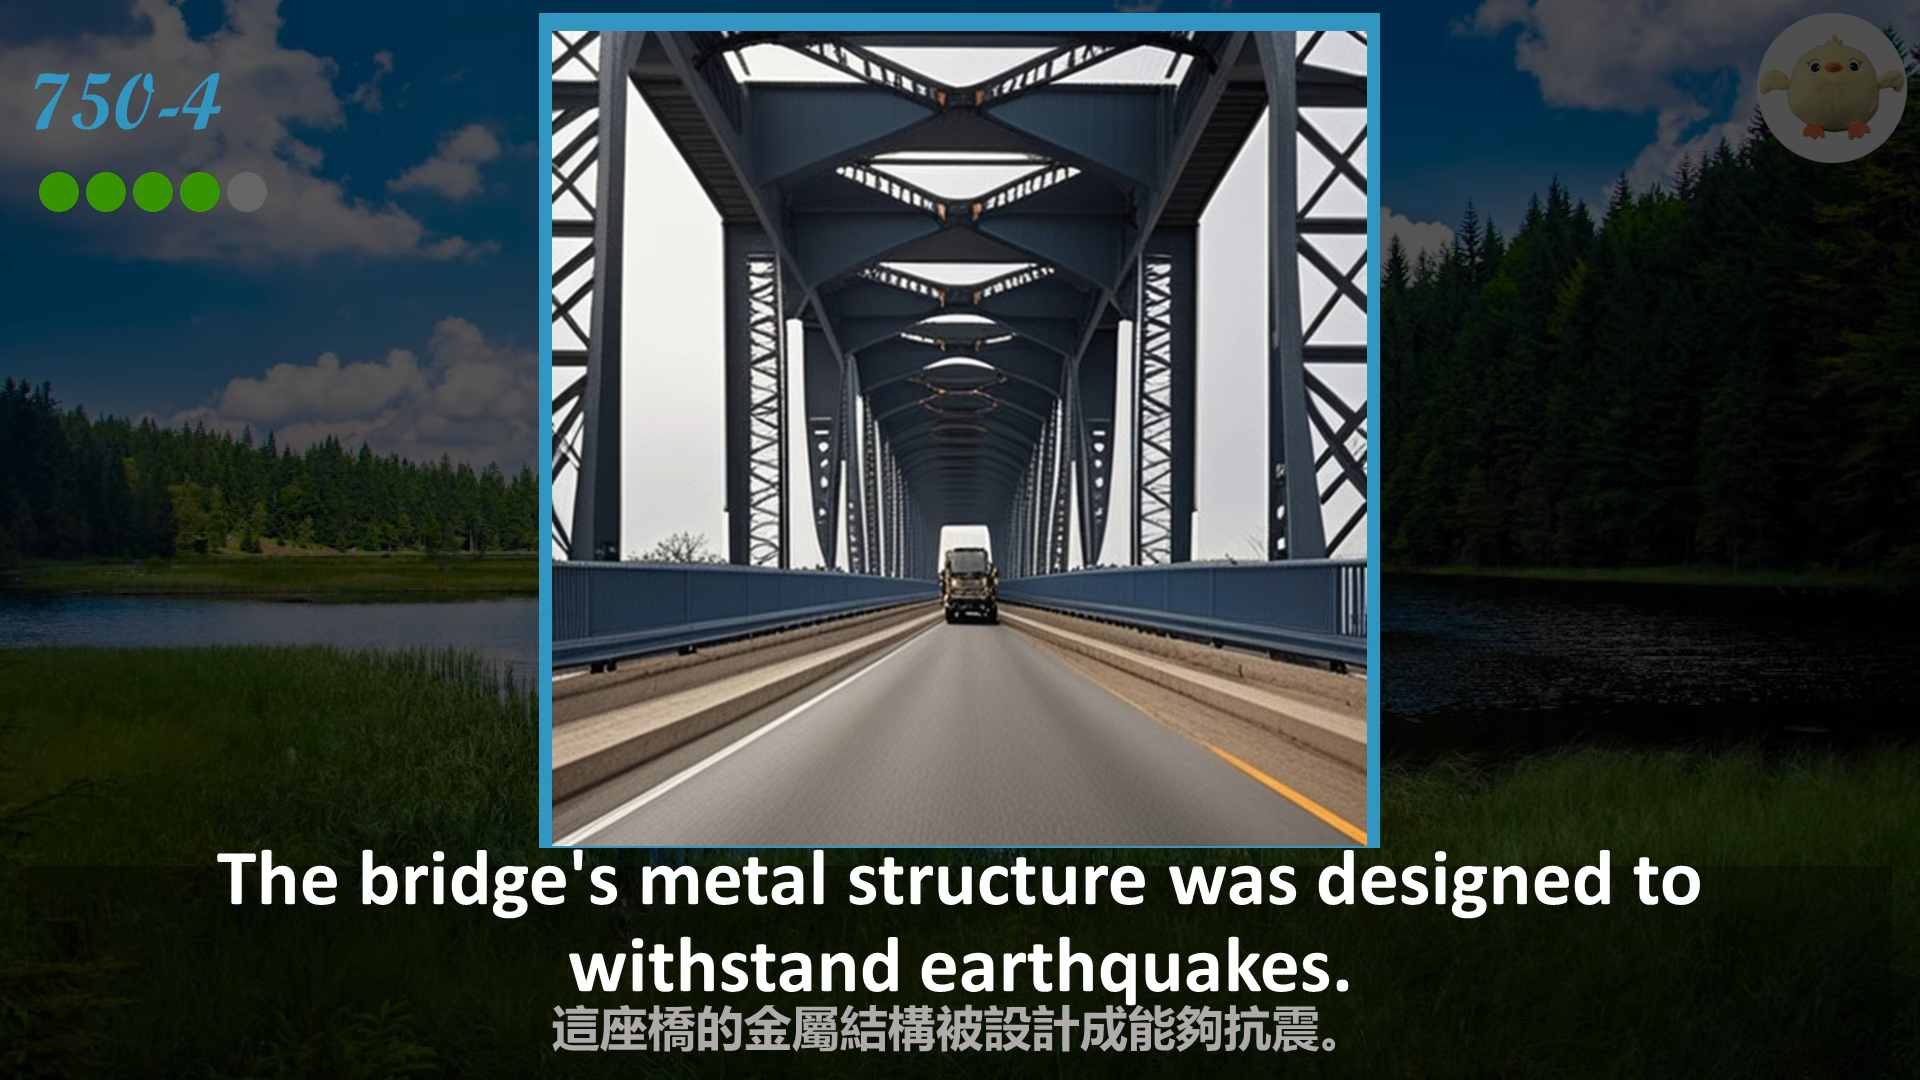 750-4
The bridge's metal structure was designed to
withstand earthquakes.
這座橋的金屬結構被設計成能夠抗震。